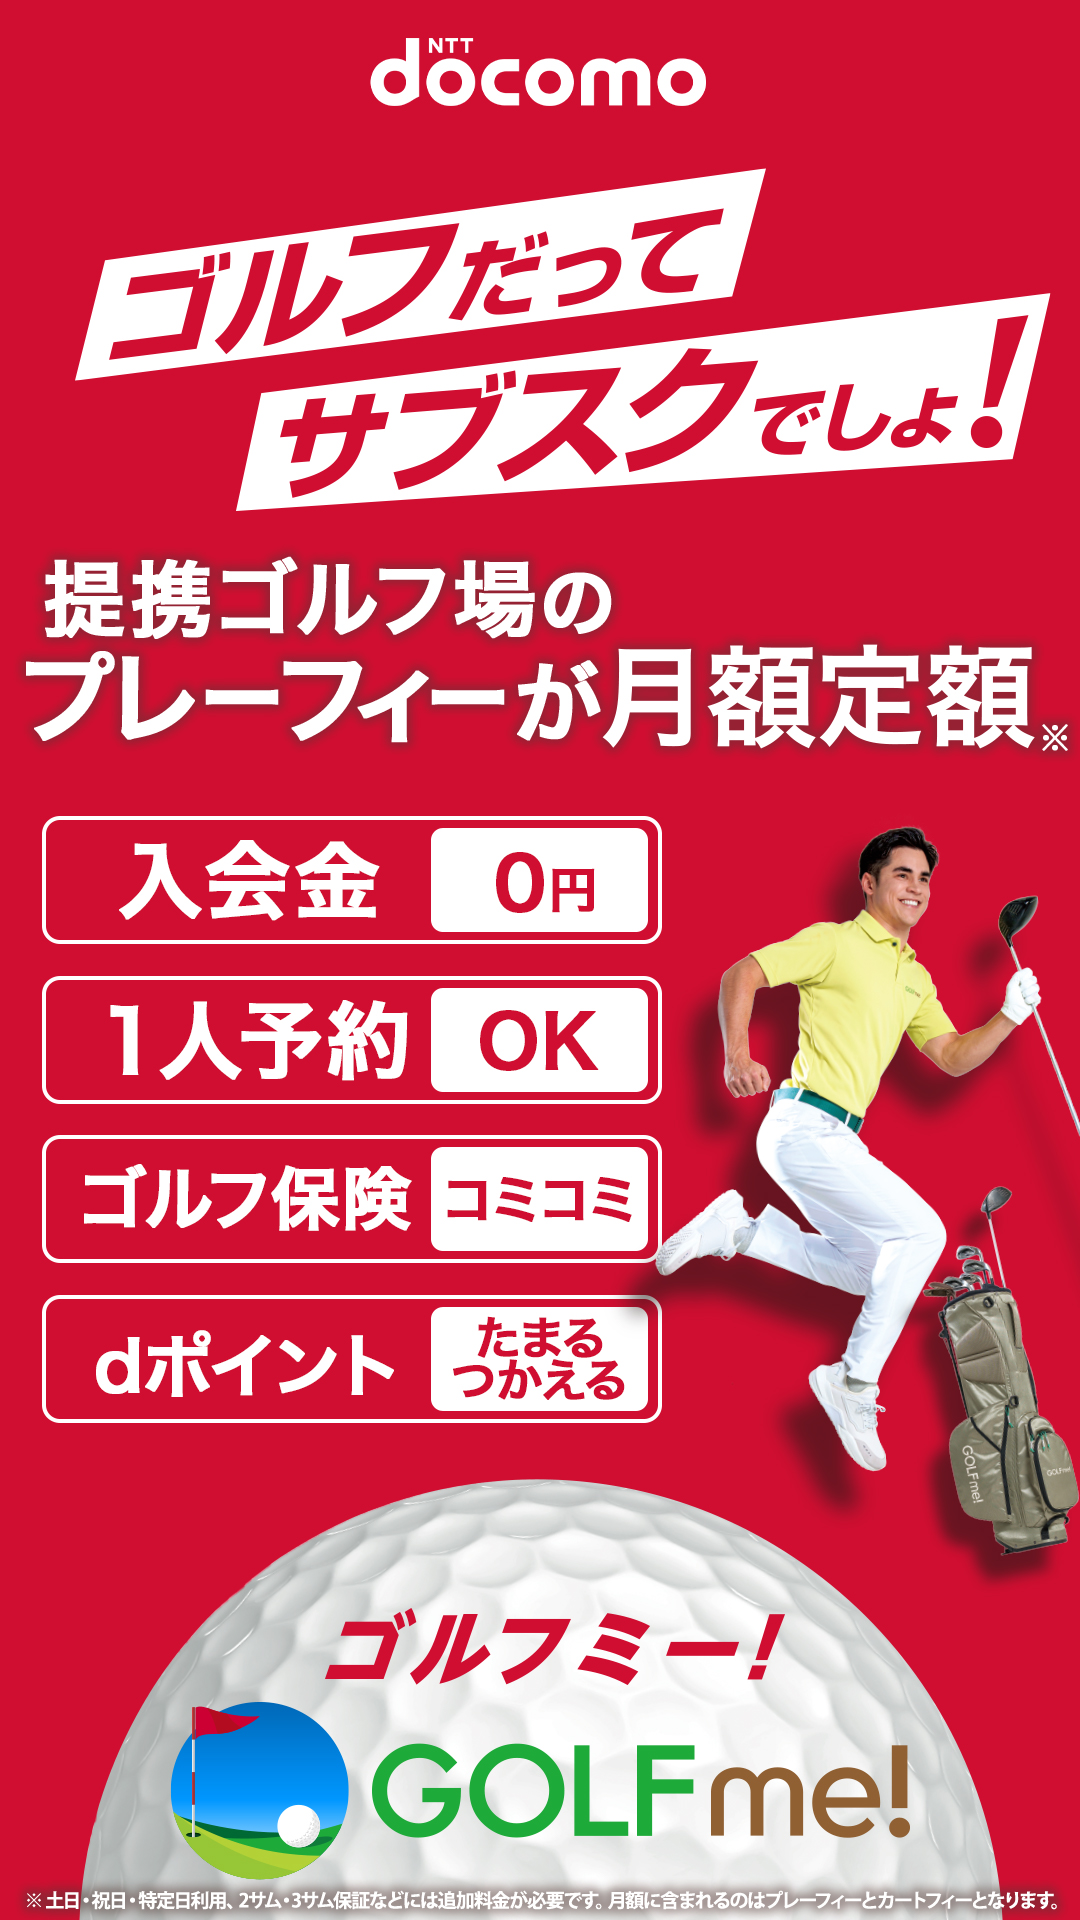 NTT
docomo
ゴルフだって
サブスクでしょ!
提携ゴルフ場の
プレーフィーが月額定額※
入会金 0円
1人予約 OK
ゴルフ保険 コミコミ
dポイント たまる
つかえる
GOLFme!
GOLFme!
GOLFme!
ゴルフミー!
GOLFme!
※ 土日・祝日・特定日利用、2サム・3サム保証などには追加料金が必要です。月額に含まれるのはプレーフィーとカートフィーとなります。